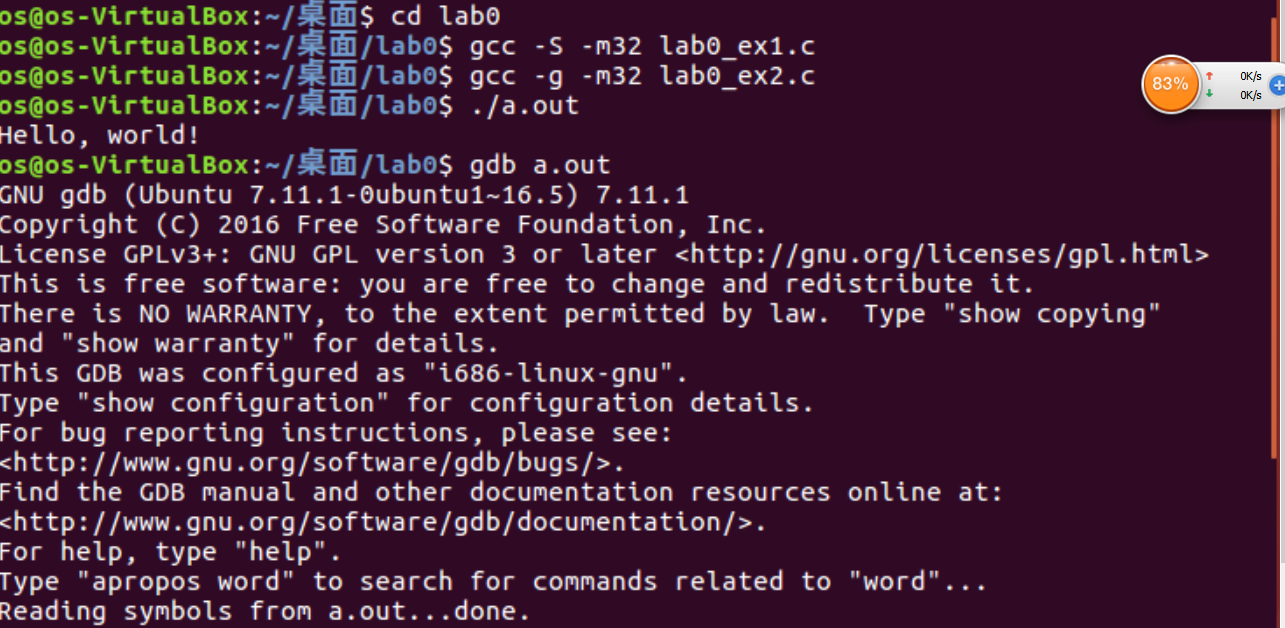 os@os-VirtualBox:~/桌面$ cd lab0
os@os-VirtualBox:~/桌面/lab0$ gcc -S -m32 lab0_ex1.c
os@os-VirtualBox:~/桌面/lab0$ gcc -g -m32 lab0_ex2.c
os@os-VirtualBox:~/桌面/lab0$ ./a.out
Hello, world!
os@os-VirtualBox:~/桌面/lab0$ gdb a.out
GNU gdb (Ubuntu 7.11.1-0ubuntu1~16.5) 7.11.1
Copyright (C) 2016 Free Software Foundation, Inc.
License GPLv3+: GNU GPL version 3 or later <http://gnu.org/licenses/gpl.html>
This is free software: you are free to change and redistribute it.
There is NO WARRANTY, to the extent permitted by law.  Type "show copying"
and "show warranty" for details.
This GDB was configured as "i686-linux-gnu".
Type "show configuration" for configuration details.
For bug reporting instructions, please see:
<http://www.gnu.org/software/gdb/bugs/>.
Find the GDB manual and other documentation resources online at:
<http://www.gnu.org/software/gdb/documentation/>.
For help, type "help".
Type "apropos word" to search for commands related to "word"...
Reading symbols from a.out...done.
83%
0K/s
0K/s